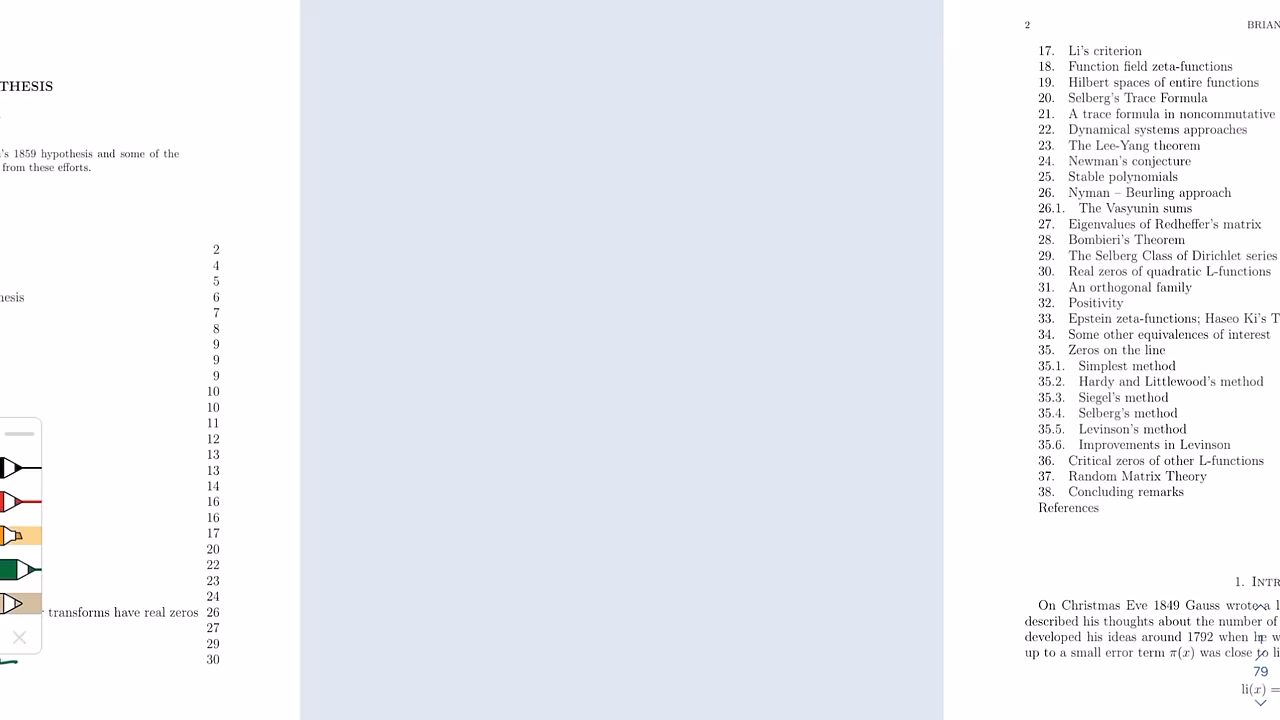 THESIS
's 1859 hypothesis and some of the
from these efforts.
2
4
5
nesis 6
7
8
9
9
9
10
10
11
12
13
13
14
16
16
17
20
22
23
24
transforms have real zeros 26
27
29
30
2 BRIAN
17. Li's criterion
18. Function field zeta-functions
19. Hilbert spaces of entire functions
20. Selberg's Trace Formula
21. A trace formula in noncommutative
22. Dynamical systems approaches
23. The Lee-Yang theorem
24. Newman's conjecture
25. Stable polynomials
26. Nyman – Beurling approach
26.1. The Vasyunin sums
27. Eigenvalues of Redheffer's matrix
28. Bombieri's Theorem
29. The Selberg Class of Dirichlet series
30. Real zeros of quadratic L-functions
31. An orthogonal family
32. Positivity
33. Epstein zeta-functions; Haseo Ki's T
34. Some other equivalences of interest
35. Zeros on the line
35.1. Simplest method
35.2. Hardy and Littlewood's method
35.3. Siegel's method
35.4. Selberg's method
35.5. Levinson's method
35.6. Improvements in Levinson
36. Critical zeros of other L-functions
37. Random Matrix Theory
38. Concluding remarks
References
1. INTR
On Christmas Eve 1849 Gauss wrote a l
described his thoughts about the number of
developed his ideas around 1792 when he w
up to a small error term π(x) was close to li
79
li(x) =